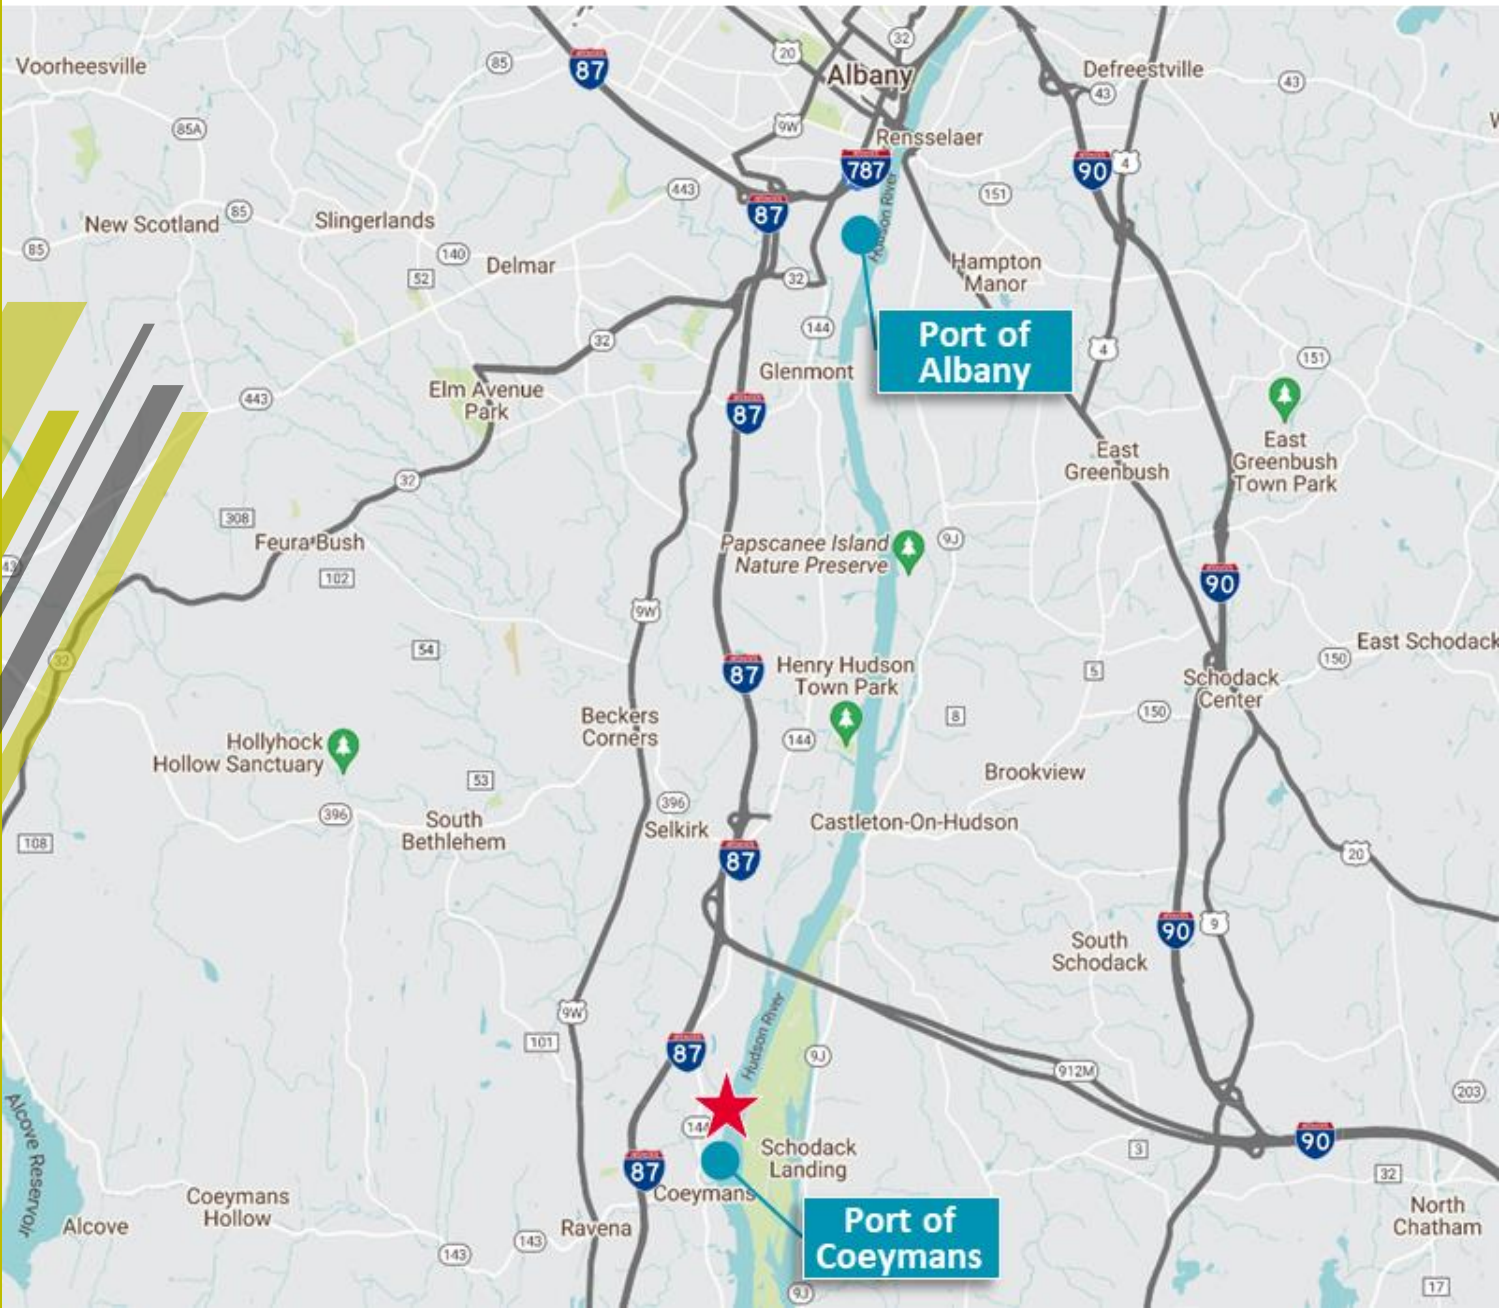 Voorheesville
85
87
20
32
Albany
Defreestville
43
43
85A
9W
Rensselaer
787
90
4
443
151
New Scotland
85
Slingerlands
87
Hudson River
85
140
52
Delmar
32
Hampton
Manor
144
Port of
Albany
32
4
151
Glenmont
Elm Avenue
Park
443
87
East
Greenbush
East
Greenbush
Town Park
32
308
Feura Bush
Papscanee Island
Nature Preserve
9J
43
102
90
9W
54
32
East Schodack
150
Henry Hudson
Town Park
87
5
Schodack
Center
150
8
Beckers
Corners
144
Hollyhock
Hollow Sanctuary
53
Brookview
396
396
South
Bethlehem
Selkirk
Castleton-On-Hudson
108
87
20
90
9
South
Schodack
9W
Hudson River
101
87
9J
912M
203
Alcove Reservoir
144
Schodack
Landing
3
90
87
32
Coeymans
Coeymans
Hollow
Alcove
Ravena
Port of
Coeymans
North
Chatham
143
143
9J
17